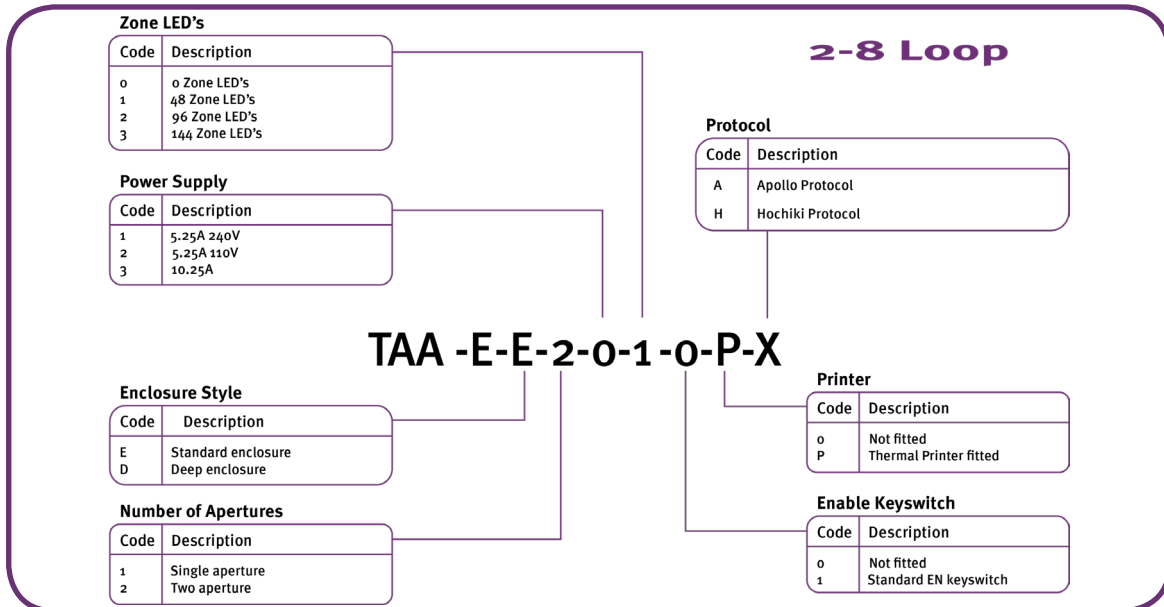 2-8 Loop
Zone LED's
Code Description
0 0 Zone LED's
1 48 Zone LED's
2 96 Zone LED's
3 144 Zone LED's
Protocol
Code Description
A Apollo Protocol
H Hochiki Protocol
Power Supply
Code Description
1 5.25A 240V
2 5.25A 110V
3 10.25A
TAA -E-E-2-0-1 -0-P-X
Enclosure Style
Code Description
E Standard enclosure
D Deep enclosure
Printer
Code Description
0 Not fitted
P Thermal Printer fitted
Number of Apertures
Code Description
1 Single aperture
2 Two aperture
Enable Keyswitch
Code Description
0 Not fitted
1 Standard EN keyswitch